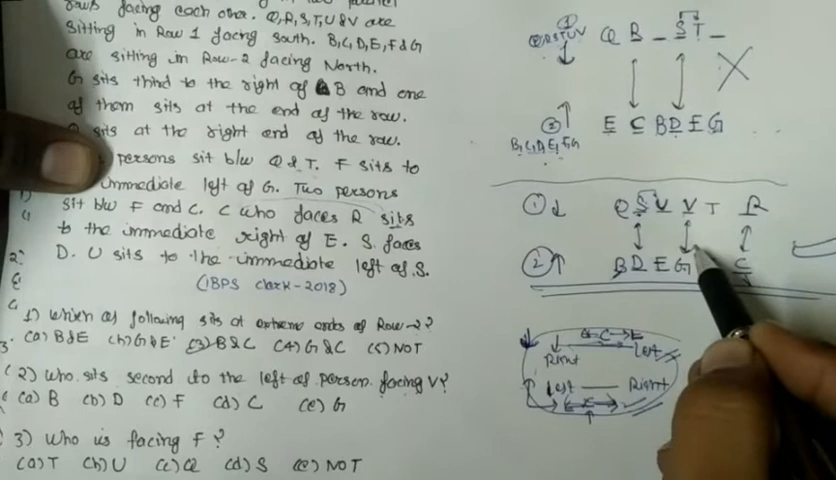 rows facing each other. Q,R,S,T,U & V are
Sitting in Row 1 facing South. B,C,D,E,F & G
are sitting in Row-2 facing North.
G sits third to the right of B and one
of them sits at the end of the row.
sits at the right end of the row.
persons sit b/w Q & T. F sits to
immediate left of G. Two persons
sit b/w F and C. C who faces R sits
to the immediate right of E. S faces
D. U sits to the immediate left of S.
(IBPS clerk-2018)
1) Which of following sits at extreme ends of Row-2?
(a) B&E (b) G&E (3) B&C (4) G&C (5) NOT
(2) Who sits second to the left of person facing V?
(a) B (b) D (c) F (d) C (e) G
3) Who is facing F?
(a) T (b) U (c) Q (d) S (e) NOT
①
Q,R,S,T,U,V
Q R _ S T _
②
B,C,D,E,F,G
E C B D F G
① Q S U V T R
② B D E G C
C E
Right Left
Left Right